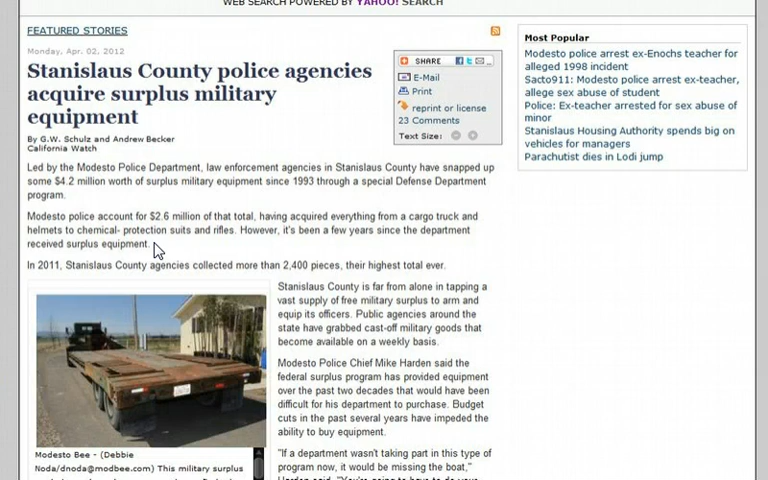 WEB SEARCH POWERED BY YAHOO! SEARCH
FEATURED STORIES
Monday, Apr. 02, 2012
Stanislaus County police agencies
acquire surplus military
equipment
By G.W. Schulz and Andrew Becker
California Watch
SHARE
E-Mail
Print
reprint or license
23 Comments
Text Size:
Led by the Modesto Police Department, law enforcement agencies in Stanislaus County have snapped up
some $4.2 million worth of surplus military equipment since 1993 through a special Defense Department
program.
Modesto police account for $2.6 million of that total, having acquired everything from a cargo truck and
helmets to chemical- protection suits and rifles. However, it's been a few years since the department
received surplus equipment.
In 2011, Stanislaus County agencies collected more than 2,400 pieces, their highest total ever.
Modesto Bee - (Debbie
Noda/dnoda@modbee.com) This military surplus
Stanislaus County is far from alone in tapping a
vast supply of free military surplus to arm and
equip its officers. Public agencies around the
state have grabbed cast-off military goods that
become available on a weekly basis.
Modesto Police Chief Mike Harden said the
federal surplus program has provided equipment
over the past two decades that would have been
difficult for his department to purchase. Budget
cuts in the past several years have impeded the
ability to buy equipment.
"If a department wasn't taking part in this type of
program now, it would be missing the boat,"
Harden said. "You're going to have to do your
Most Popular
Modesto police arrest ex-Enochs teacher for
alleged 1998 incident
Sacto911: Modesto police arrest ex-teacher,
allege sex abuse of student
Police: Ex-teacher arrested for sex abuse of
minor
Stanislaus Housing Authority spends big on
vehicles for managers
Parachutist dies in Lodi jump